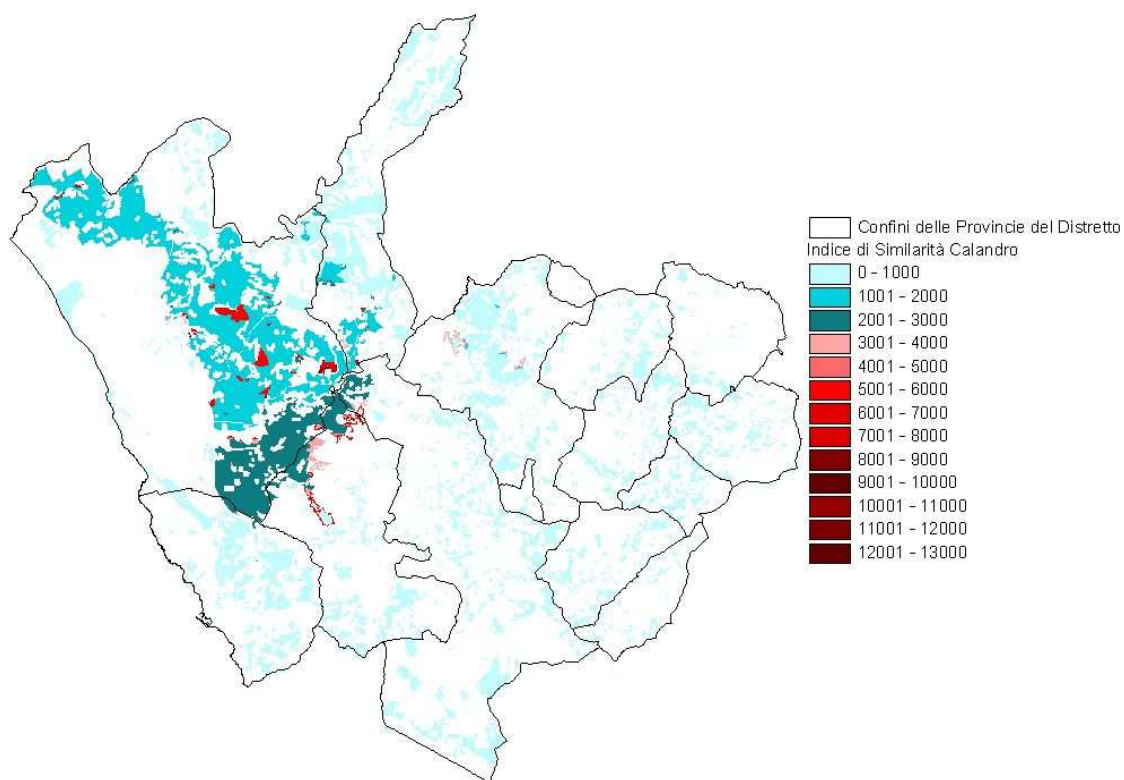 Confini delle Provincie del Distretto
Indice di Similarità Calandro
0 - 1000
1001 - 2000
2001 - 3000
3001 - 4000
4001 - 5000
5001 - 6000
6001 - 7000
7001 - 8000
8001 - 9000
9001 - 10000
10001 - 11000
11001 - 12000
12001 - 13000